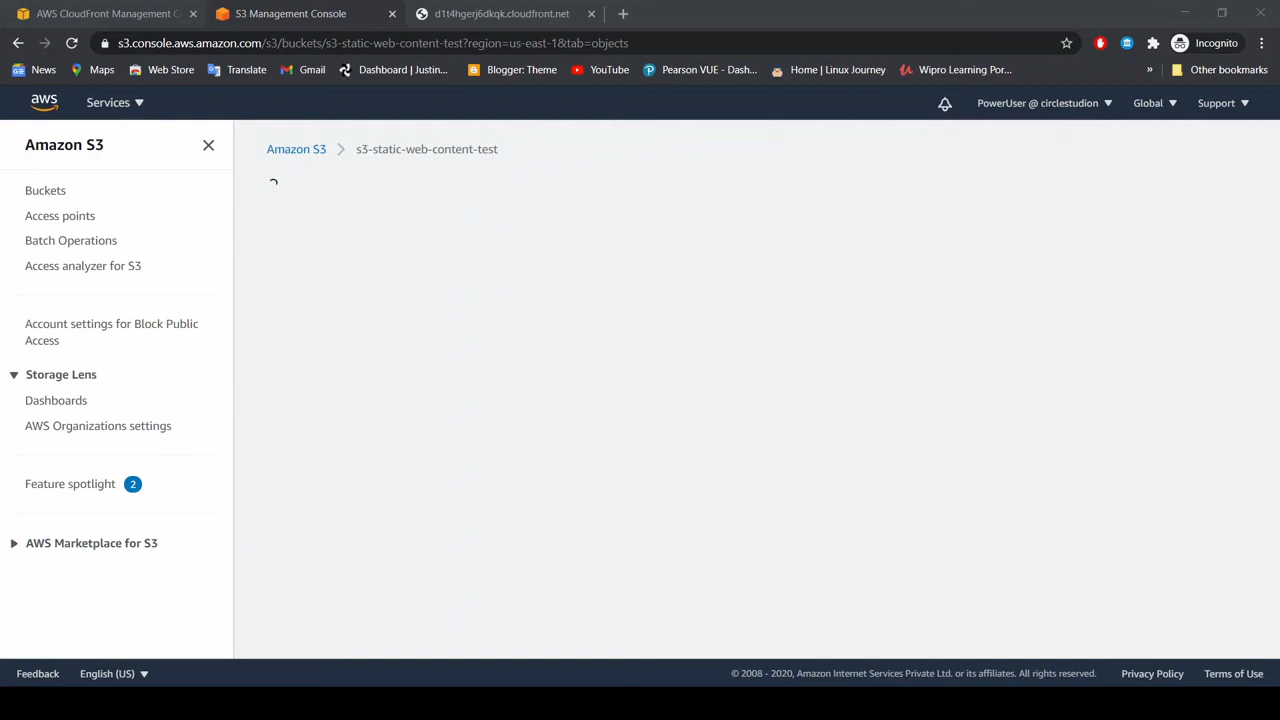 AWS CloudFront Management C
S3 Management Console
d1t4hgerj6dkqk.cloudfront.net
s3.console.aws.amazon.com/s3/buckets/s3-static-web-content-test?region=us-east-1&tab=objects
Incognito
News
Maps
Web Store
Translate
Gmail
Dashboard | Justin...
Blogger: Theme
YouTube
Pearson VUE - Dash...
Home | Linux Journey
Wipro Learning Por...
»
Other bookmarks
aws
Services
PowerUser @ circlestudion
Global
Support
Amazon S3
Amazon S3
s3-static-web-content-test
Buckets
Access points
Batch Operations
Access analyzer for S3
Account settings for Block Public
Access
Storage Lens
Dashboards
AWS Organizations settings
Feature spotlight 2
AWS Marketplace for S3
Feedback
English (US)
© 2008 - 2020, Amazon Internet Services Private Ltd. or its affiliates. All rights reserved.
Privacy Policy
Terms of Use